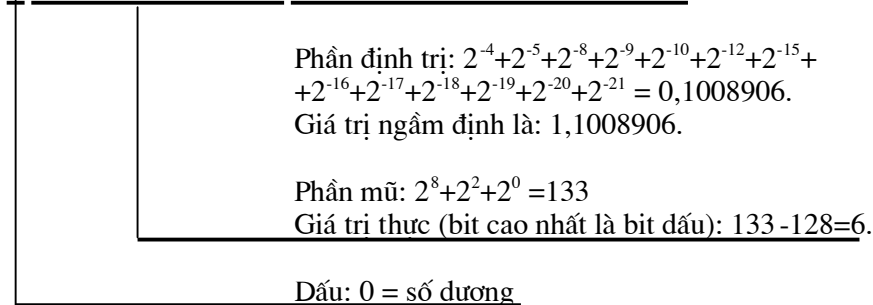 Phần định trị: 2⁻⁴+2⁻⁵+2⁻⁸+2⁻⁹+2⁻¹⁰+2⁻¹²+2⁻¹⁵+
+2⁻¹⁶+2⁻¹⁷+2⁻¹⁸+2⁻¹⁹+2⁻²⁰+2⁻²¹ = 0,1008906.
Giá trị ngầm định là: 1,1008906.
Phần mũ: 2⁸+2²+2⁰ =133
Giá trị thực (bit cao nhất là bit dấu): 133 -128=6.
Dấu: 0 = số dương